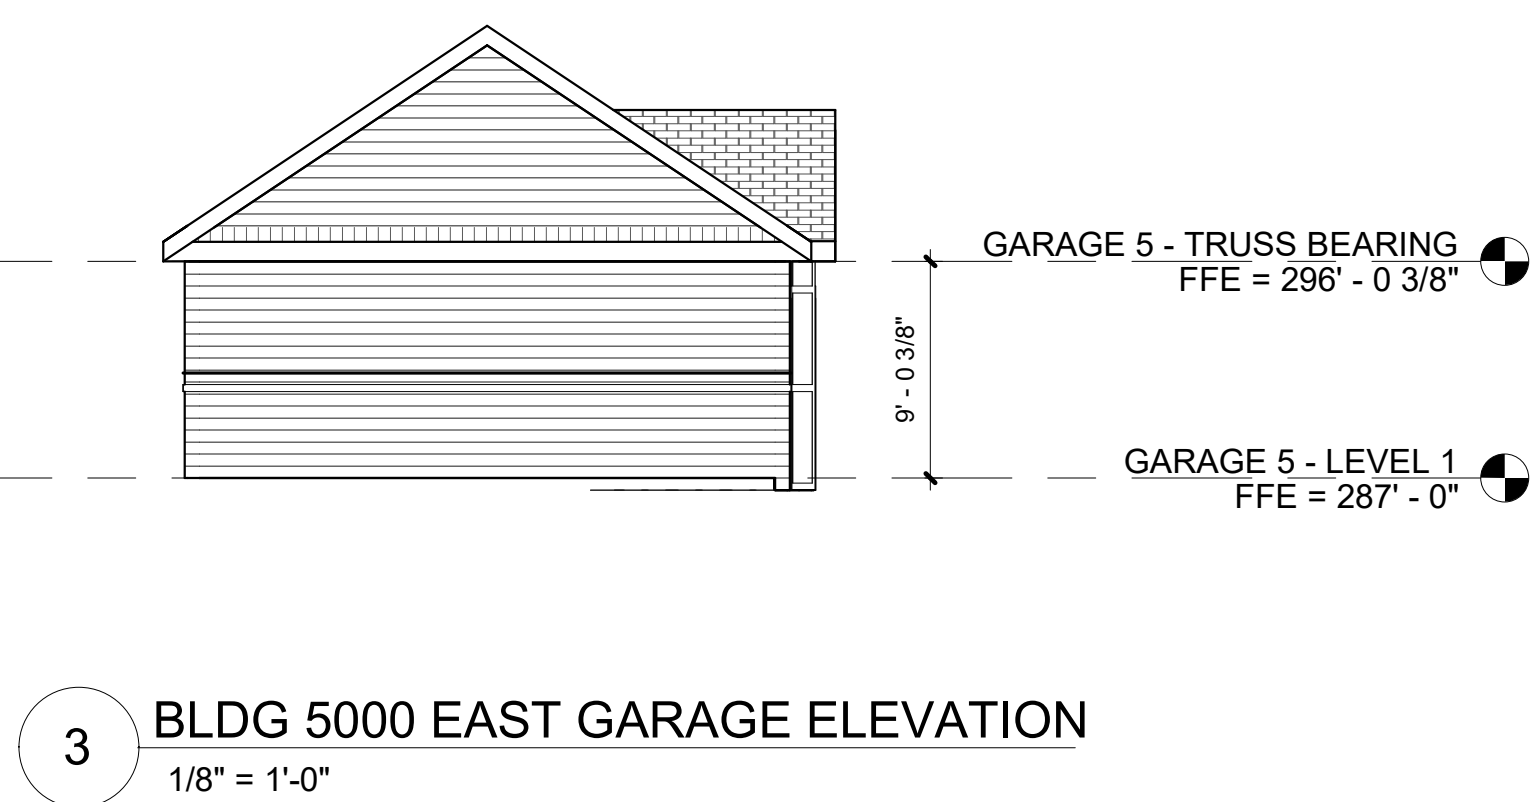 GARAGE 5 - TRUSS BEARING
FFE = 296' - 0 3/8"
9' - 0 3/8"
GARAGE 5 - LEVEL 1
FFE = 287' - 0"
3
BLDG 5000 EAST GARAGE ELEVATION
1/8" = 1'-0"